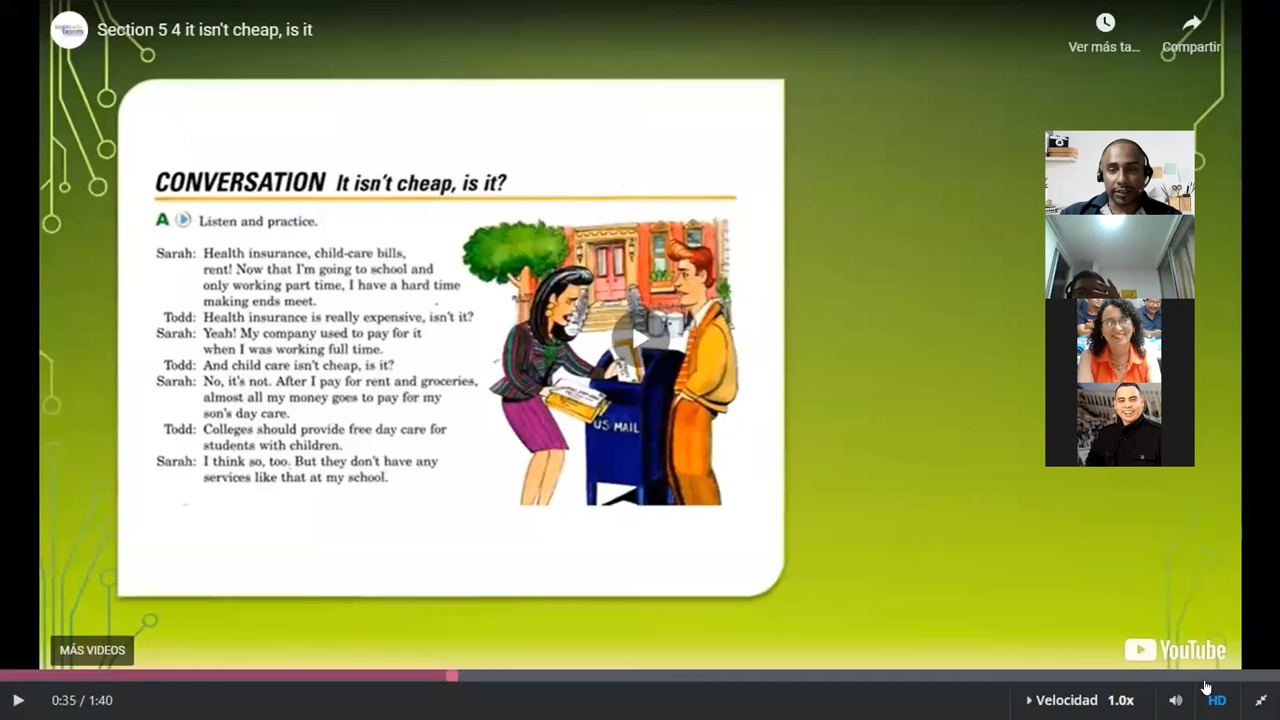 Section 5 4 it isn't cheap, is it
Ver más ta...
Compartir
CONVERSATION It isn't cheap, is it?
A Listen and practice.
Sarah: Health insurance, child-care bills,
rent! Now that I'm going to school and
only working part time, I have a hard time
making ends meet.
Todd: Health insurance is really expensive, isn't it?
Sarah: Yeah! My company used to pay for it
when I was working full time.
Todd: And child care isn't cheap, is it?
Sarah: No, it's not. After I pay for rent and groceries,
almost all my money goes to pay for my
son's day care.
Todd: Colleges should provide free day care for
students with children.
Sarah: I think so, too. But they don't have any
services like that at my school.
US MAIL
MÁS VIDEOS
YouTube
0:35 / 1:40
Velocidad 1.0x
HD